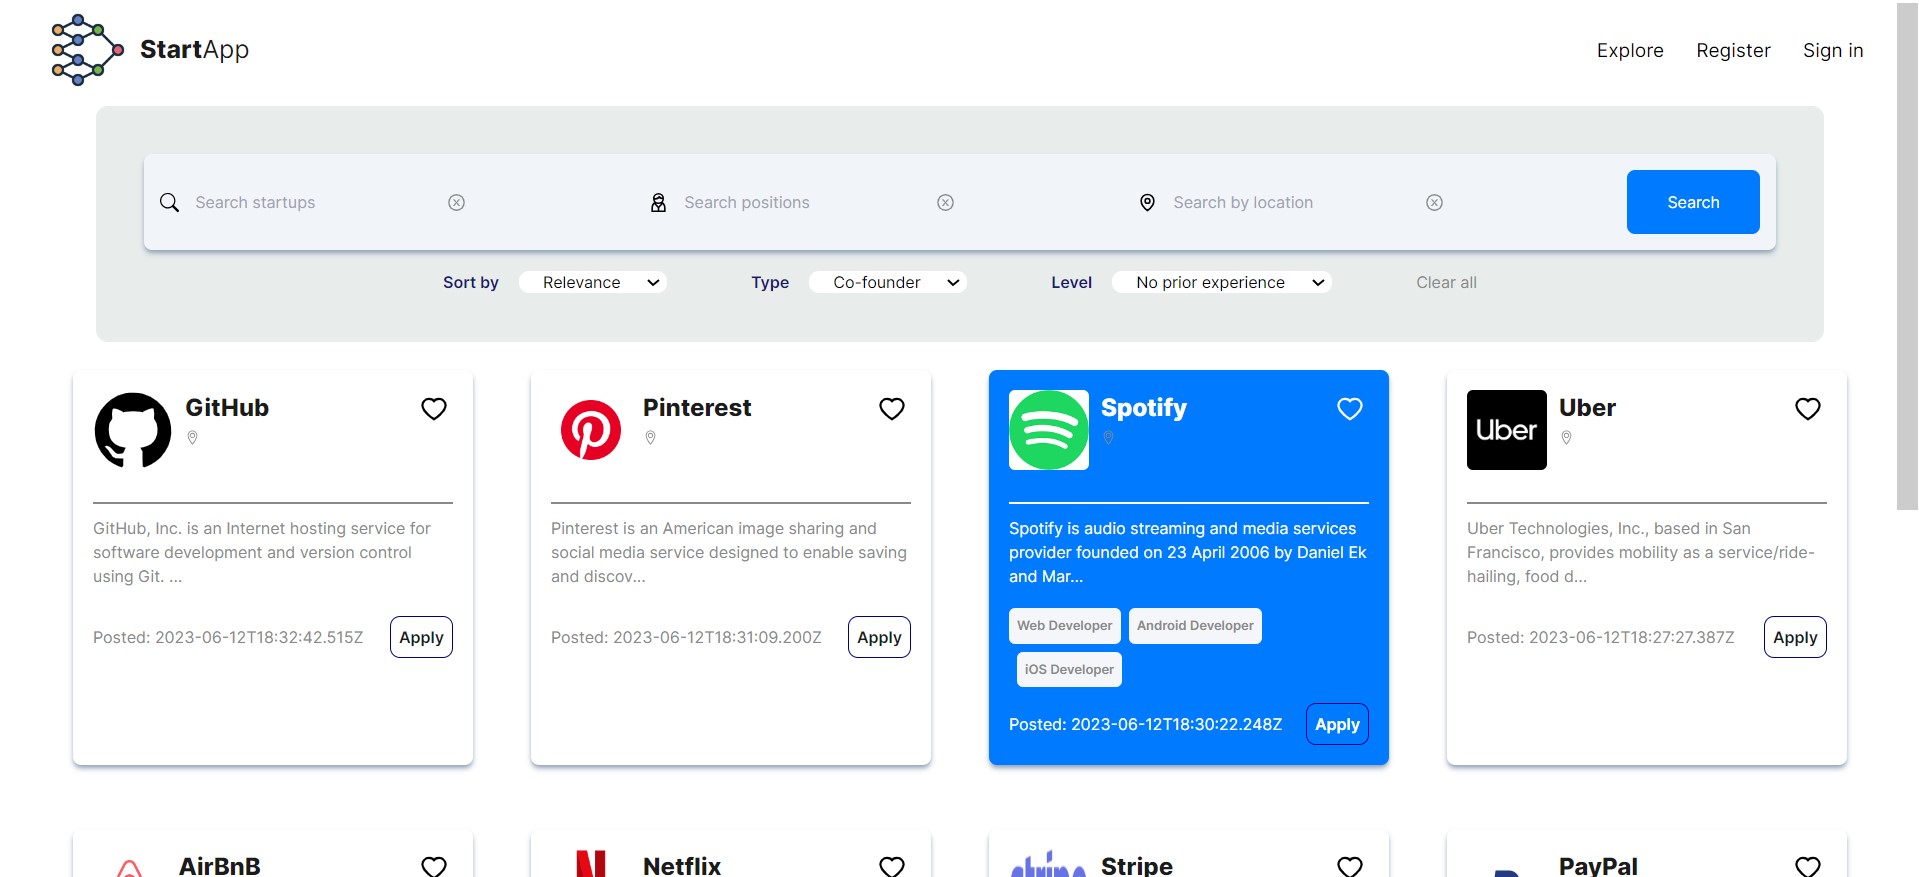 StartApp
Explore Register Sign in
Search startups Search positions Search by location Search
Sort by Relevance Type Co-founder Level No prior experience Clear all
GitHub
GitHub, Inc. is an Internet hosting service for
software development and version control
using Git. ...
Posted: 2023-06-12T18:32:42.515Z Apply
Pinterest
Pinterest is an American image sharing and
social media service designed to enable saving
and discov...
Posted: 2023-06-12T18:31:09.200Z Apply
Spotify
Spotify is audio streaming and media services
provider founded on 23 April 2006 by Daniel Ek
and Mar...
Web Developer Android Developer
iOS Developer
Posted: 2023-06-12T18:30:22.248Z Apply
Uber
Uber
Uber Technologies, Inc., based in San
Francisco, provides mobility as a service/ride-
hailing, food d...
Posted: 2023-06-12T18:27:27.387Z Apply
AirBnB
Netflix
stripe
Stripe
PayPal